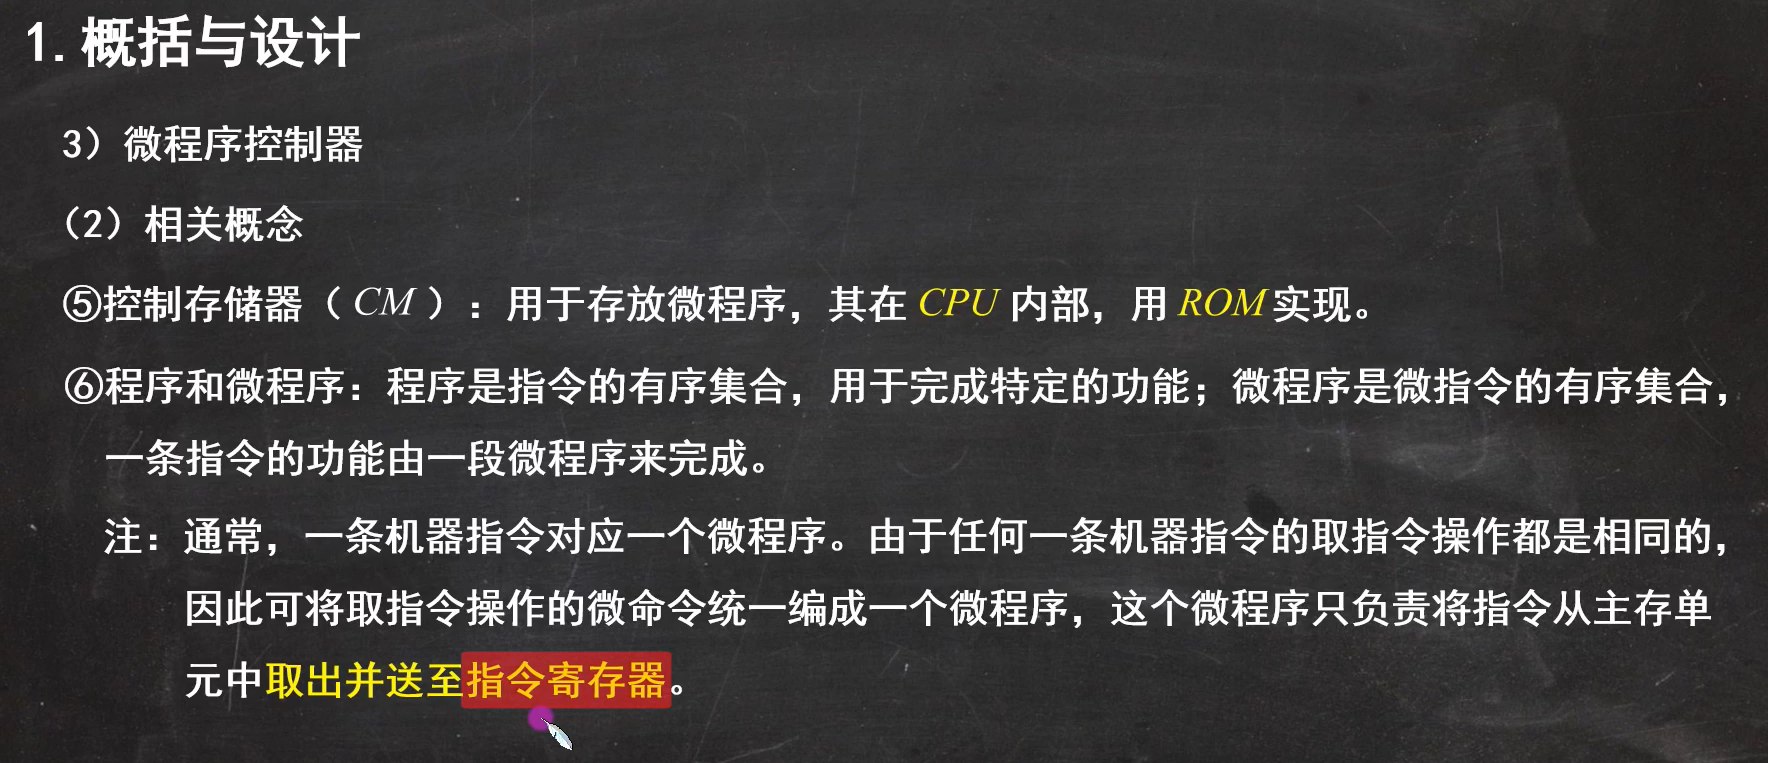 1. 概括与设计
3）微程序控制器
（2）相关概念
⑤控制存储器（CM）：用于存放微程序，其在 CPU 内部，用 ROM 实现。
⑥程序和微程序：程序是指令的有序集合，用于完成特定的功能；微程序是微指令的有序集合，
一条指令的功能由一段微程序来完成。
注：通常，一条机器指令对应一个微程序。由于任何一条机器指令的取指令操作都是相同的，
因此可将取指令操作的微命令统一编成一个微程序，这个微程序只负责将指令从主存单
元中取出并送至指令寄存器。